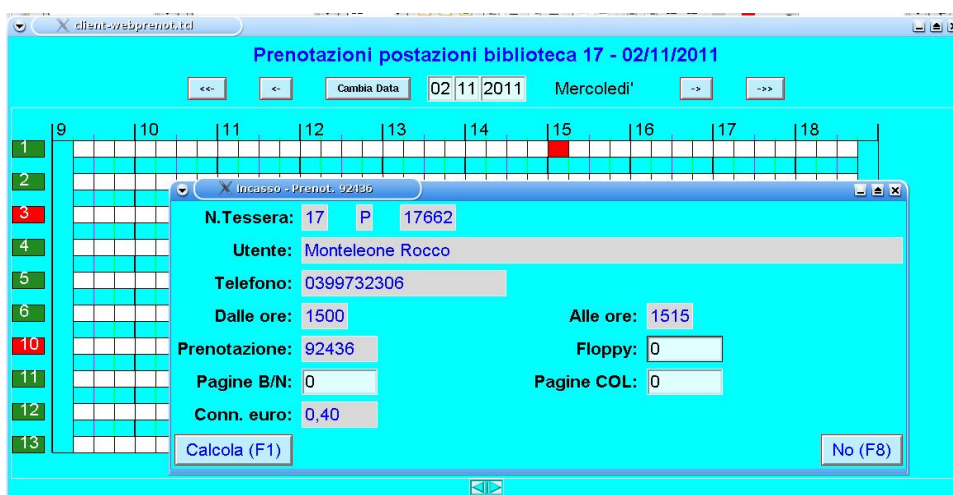 client-webprenot.tcl
Prenotazioni postazioni biblioteca 17 - 02/11/2011
<<- <- Cambia Data 02 11 2011 Mercoledi' -> ->>
9 10 11 12 13 14 15 16 17 18
1
2
Incasso - Prenot. 92436
3 N.Tessera: 17 P 17662
4 Utente: Monteleone Rocco
5 Telefono: 0399732306
6 Dalle ore: 1500 Alle ore: 1515
10 Prenotazione: 92436 Floppy: 0
11 Pagine B/N: 0 Pagine COL: 0
12 Conn. euro: 0,40
13 Calcola (F1) No (F8)